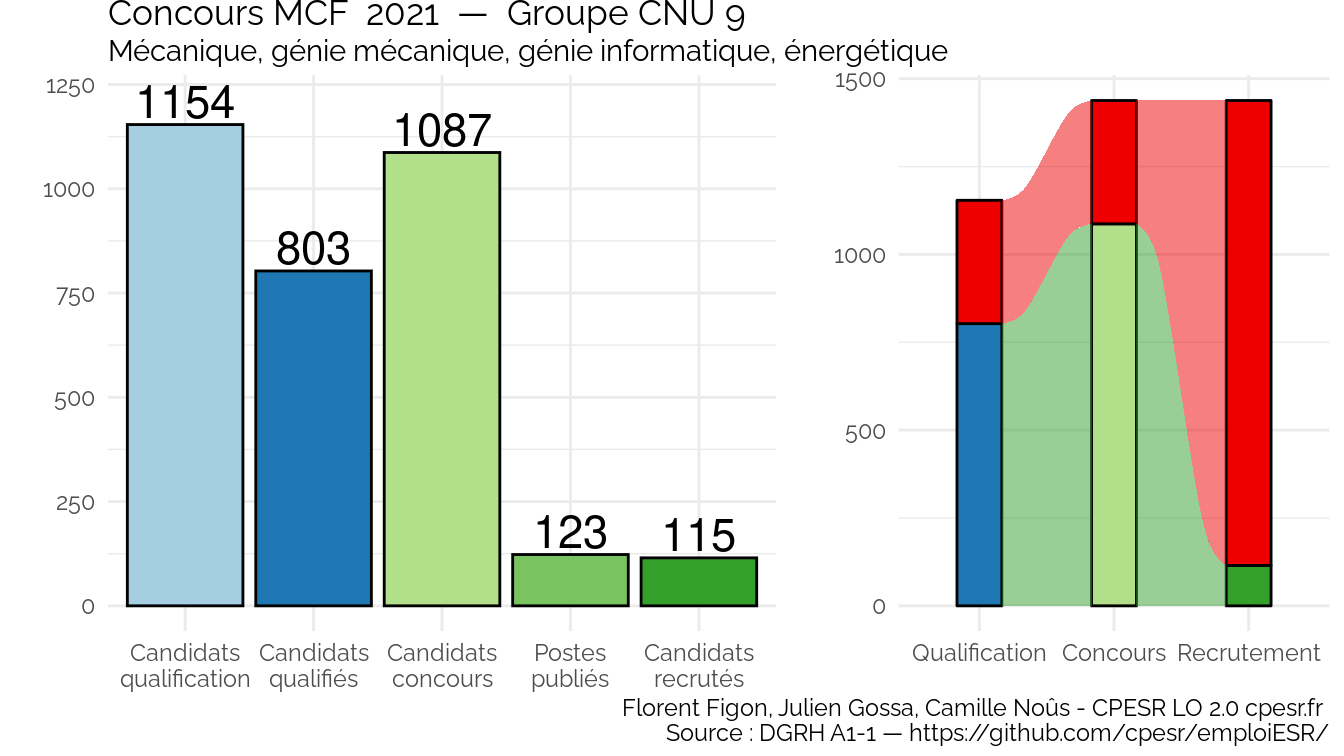 Concours MCF 2021 — Groupe CNU 9
Mécanique, génie mécanique, génie informatique, énergétique
1250
1000
750
500
250
0
1154
803
1087
123
115
Candidats
qualification
Candidats
qualifiés
Candidats
concours
Postes
publiés
Candidats
recrutés
1500
1000
500
0
Qualification
Concours
Recrutement
Florent Figon, Julien Gossa, Camille Noûs - CPESR LO 2.0 cpesr.fr
Source : DGRH A1-1 — https://github.com/cpesr/emploiESR/